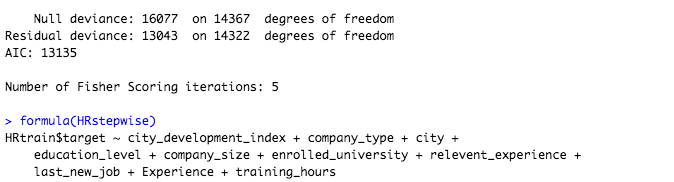 Null deviance: 16077 on 14367 degrees of freedom
Residual deviance: 13043 on 14322 degrees of freedom
AIC: 13135
Number of Fisher Scoring iterations: 5
> formula(HRstepwise)
HRtrain$target ~ city_development_index + company_type + city +
education_level + company_size + enrolled_university + relevent_experience +
last_new_job + Experience + training_hours